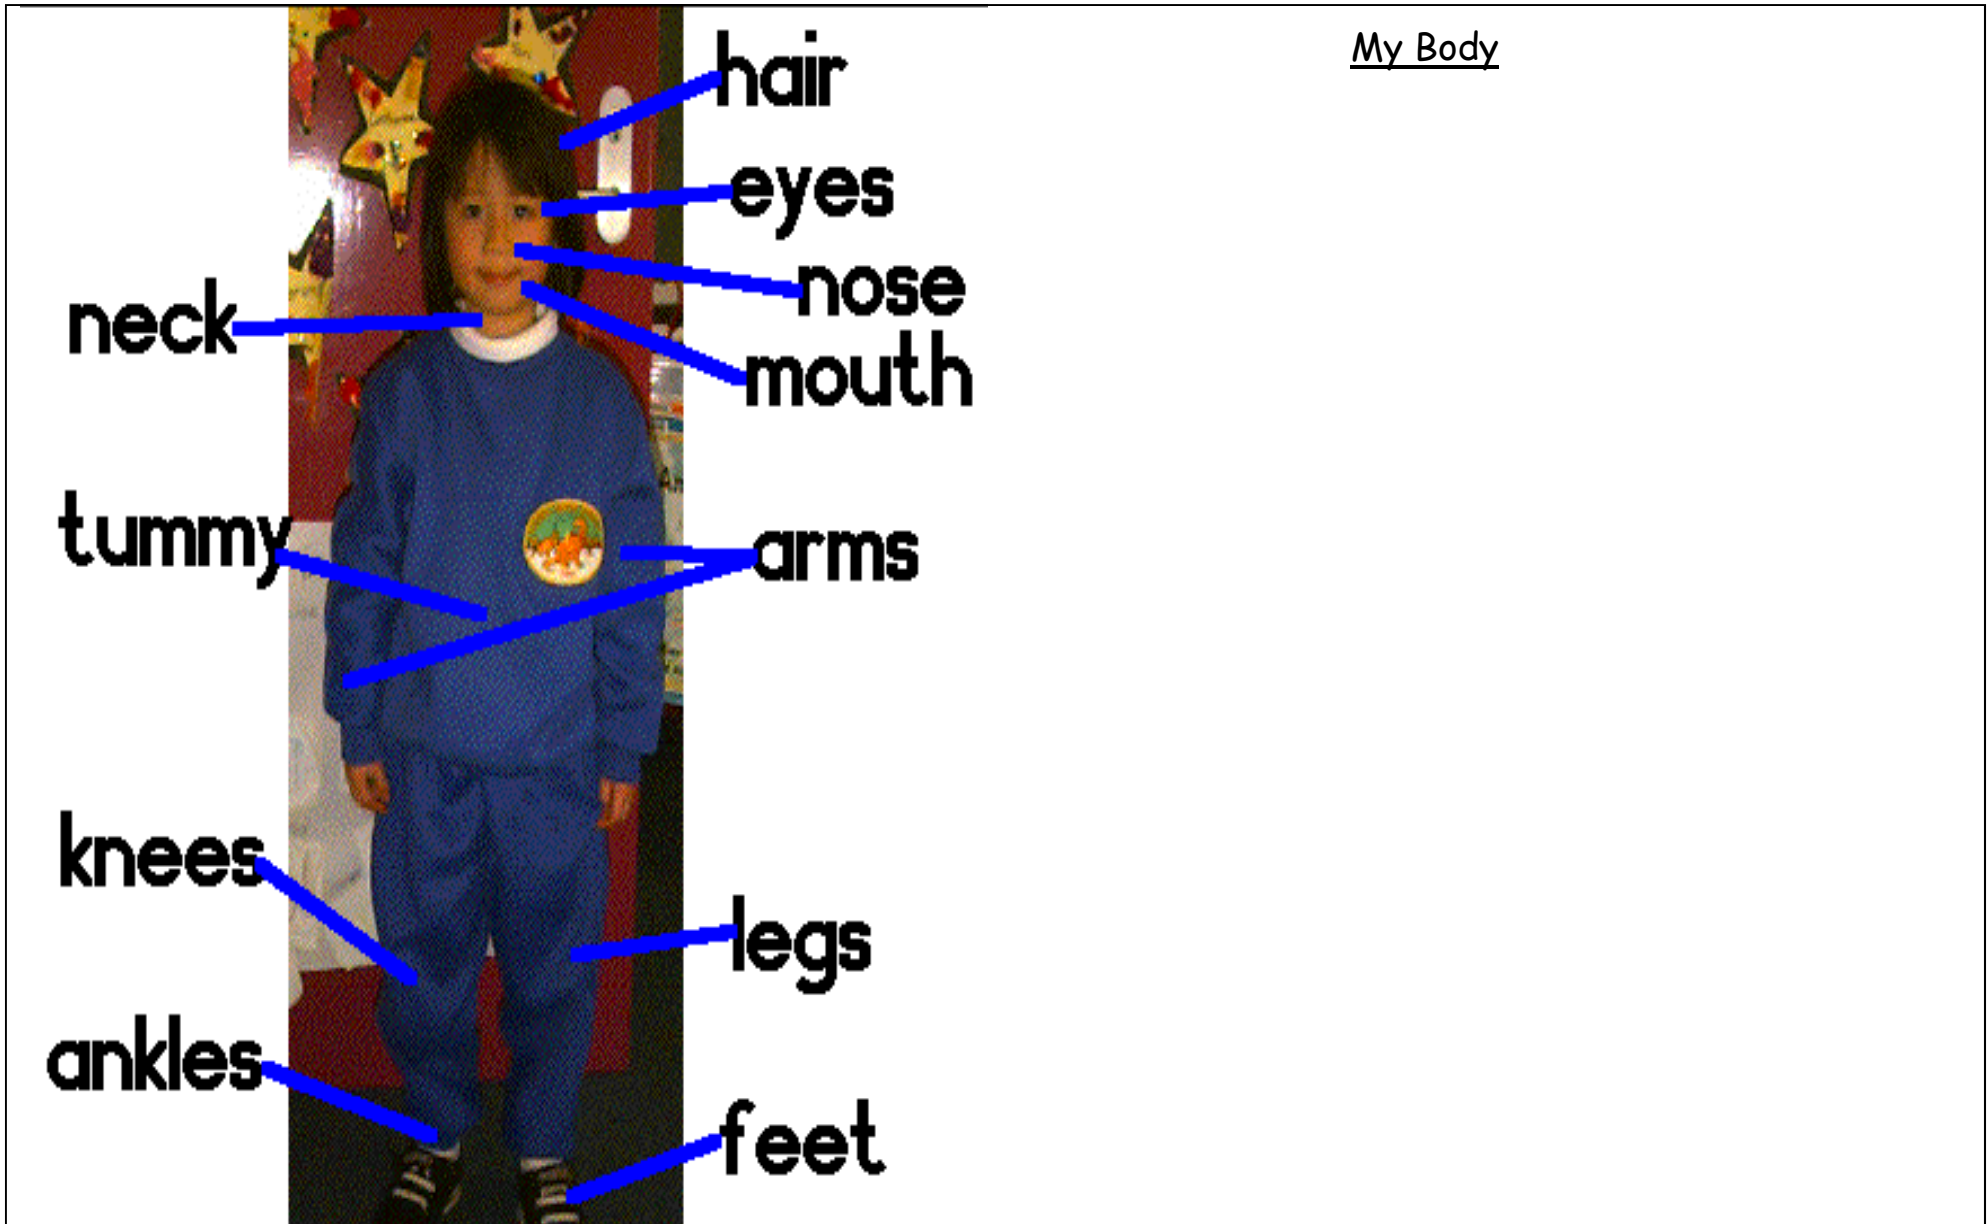 My Body
hair
eyes
nose
neck
mouth
tummy
arms
knees
legs
ankles
feet